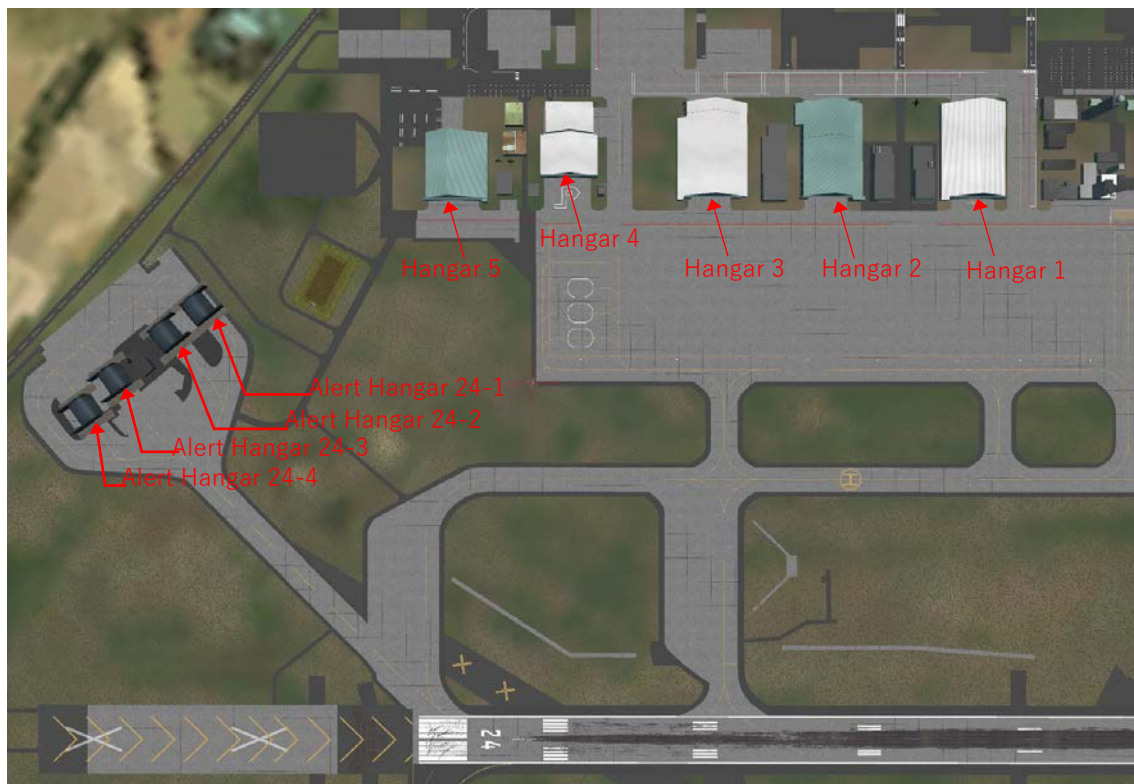 Hangar 4
Hangar 5
Hangar 3
Hangar 2
Hangar 1
COC
Alert Hangar 24-1
Alert Hangar 24-2
Alert Hangar 24-3
Alert Hangar 24-4
H
24